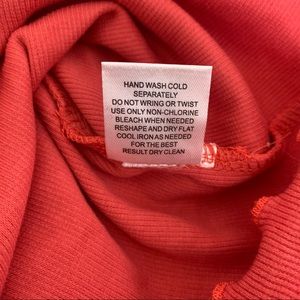 HAND WASH COLD
SEPARATELY
DO NOT WRING OR TWIST
USE ONLY NON-CHLORINE
BLEACH WHEN NEEDED
RESHAPE AND DRY FLAT
COOL IRON AS NEEDED
FOR THE BEST
RESULT DRY CLEAN